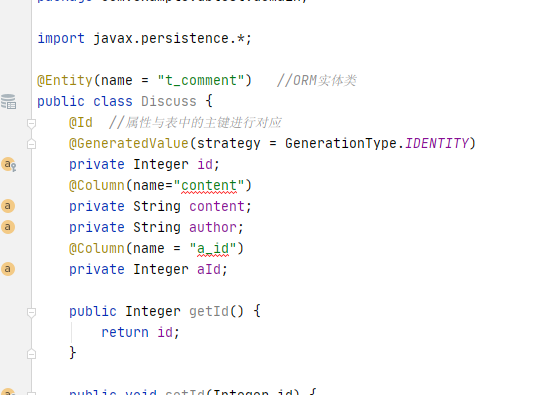 import javax.persistence.*;
@Entity(name = "t_comment")   //ORM实体类
public class Discuss {
    @Id  //属性与表中的主键进行对应
    @GeneratedValue(strategy = GenerationType.IDENTITY)
    private Integer id;
    @Column(name="content")
    private String content;
    private String author;
    @Column(name = "a_id")
    private Integer aId;
    public Integer getId() {
        return id;
    }
    public void setId(Integer id) {